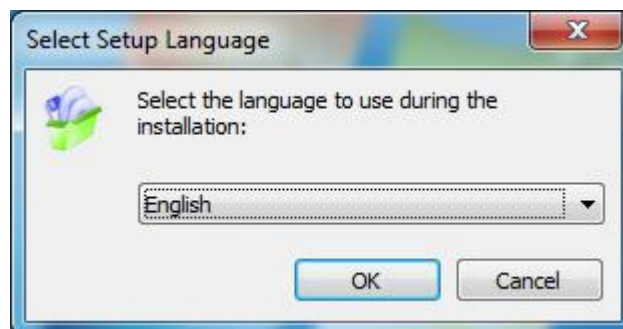 Select Setup Language
Select the language to use during the
installation:
English
OK
Cancel